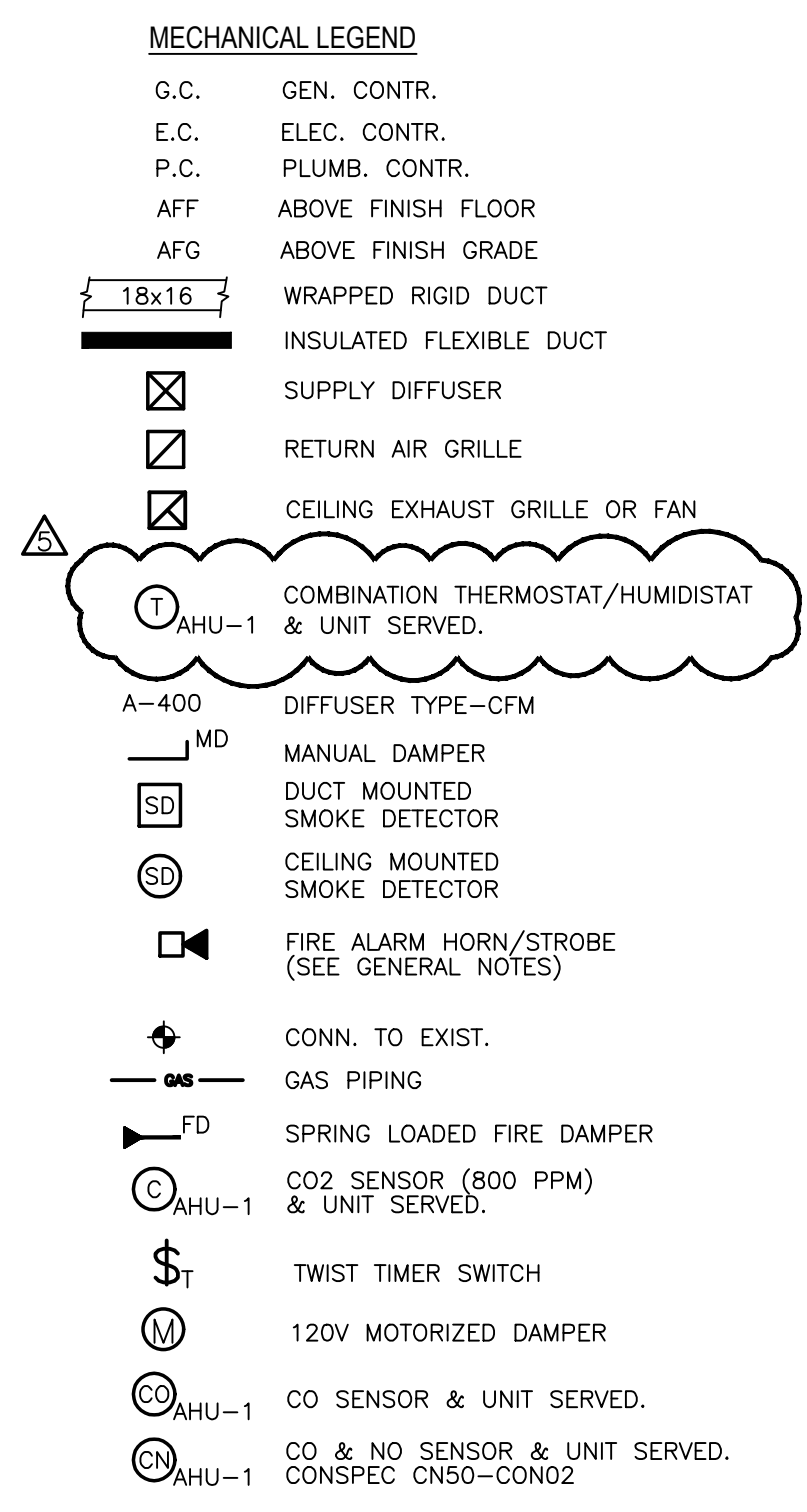 MECHANICAL LEGEND
G.C. GEN. CONTR.
E.C. ELEC. CONTR.
P.C. PLUMB. CONTR.
AFF ABOVE FINISH FLOOR
AFG ABOVE FINISH GRADE
18x16 WRAPPED RIGID DUCT
INSULATED FLEXIBLE DUCT
SUPPLY DIFFUSER
RETURN AIR GRILLE
CEILING EXHAUST GRILLE OR FAN
5
T AHU-1 COMBINATION THERMOSTAT/HUMIDISTAT
& UNIT SERVED.
A-400 DIFFUSER TYPE-CFM
MD MANUAL DAMPER
SD DUCT MOUNTED
SMOKE DETECTOR
SD CEILING MOUNTED
SMOKE DETECTOR
FIRE ALARM HORN/STROBE
(SEE GENERAL NOTES)
CONN. TO EXIST.
GAS GAS PIPING
FD SPRING LOADED FIRE DAMPER
C AHU-1 CO2 SENSOR (800 PPM)
& UNIT SERVED.
$T TWIST TIMER SWITCH
M 120V MOTORIZED DAMPER
CO AHU-1 CO SENSOR & UNIT SERVED.
CN AHU-1 CO & NO SENSOR & UNIT SERVED.
CONSPEC CN50-CON02